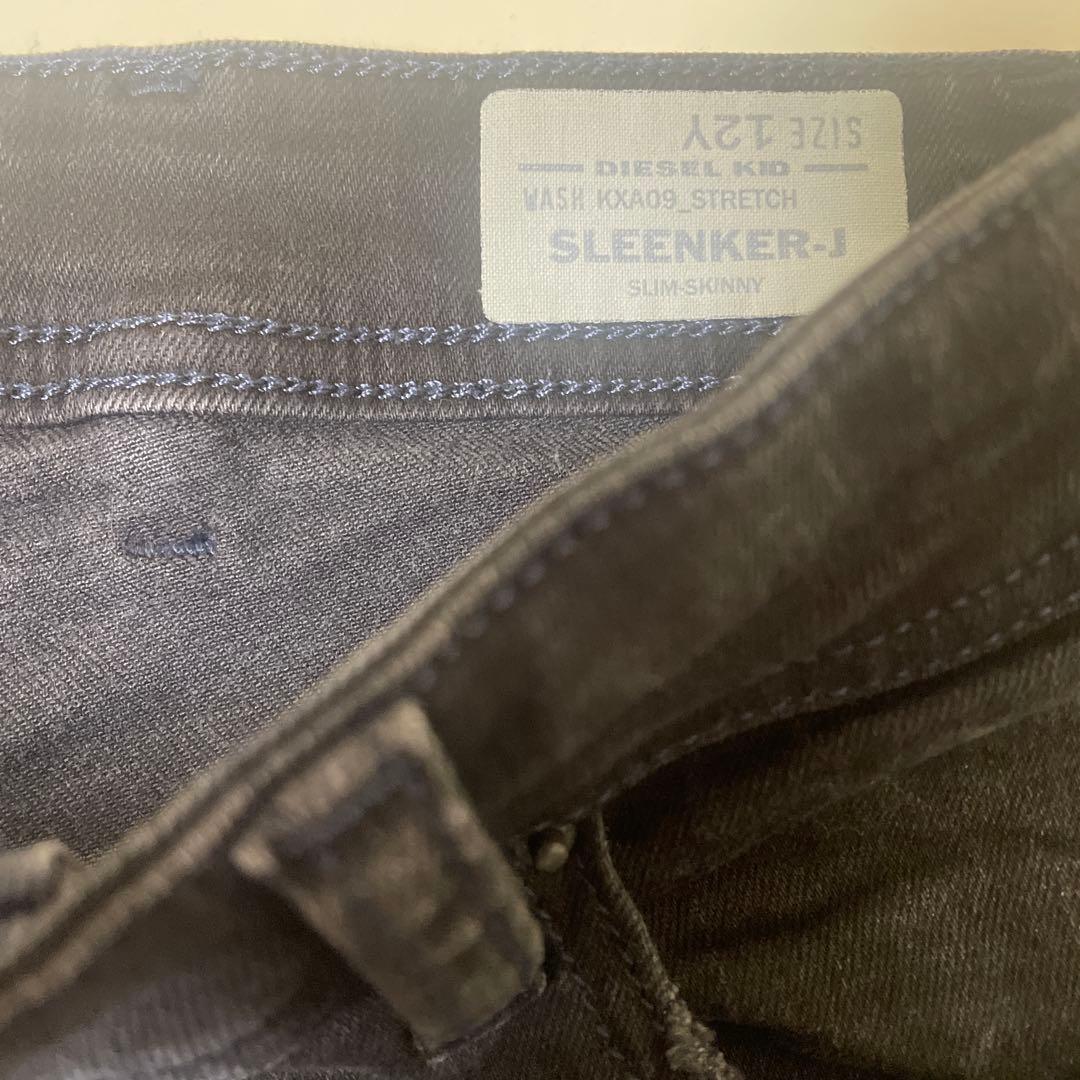 SIZE 12Y
DIESEL KID
WASH KXA09_STRETCH
SLEENKER-J
SLIM-SKINNY